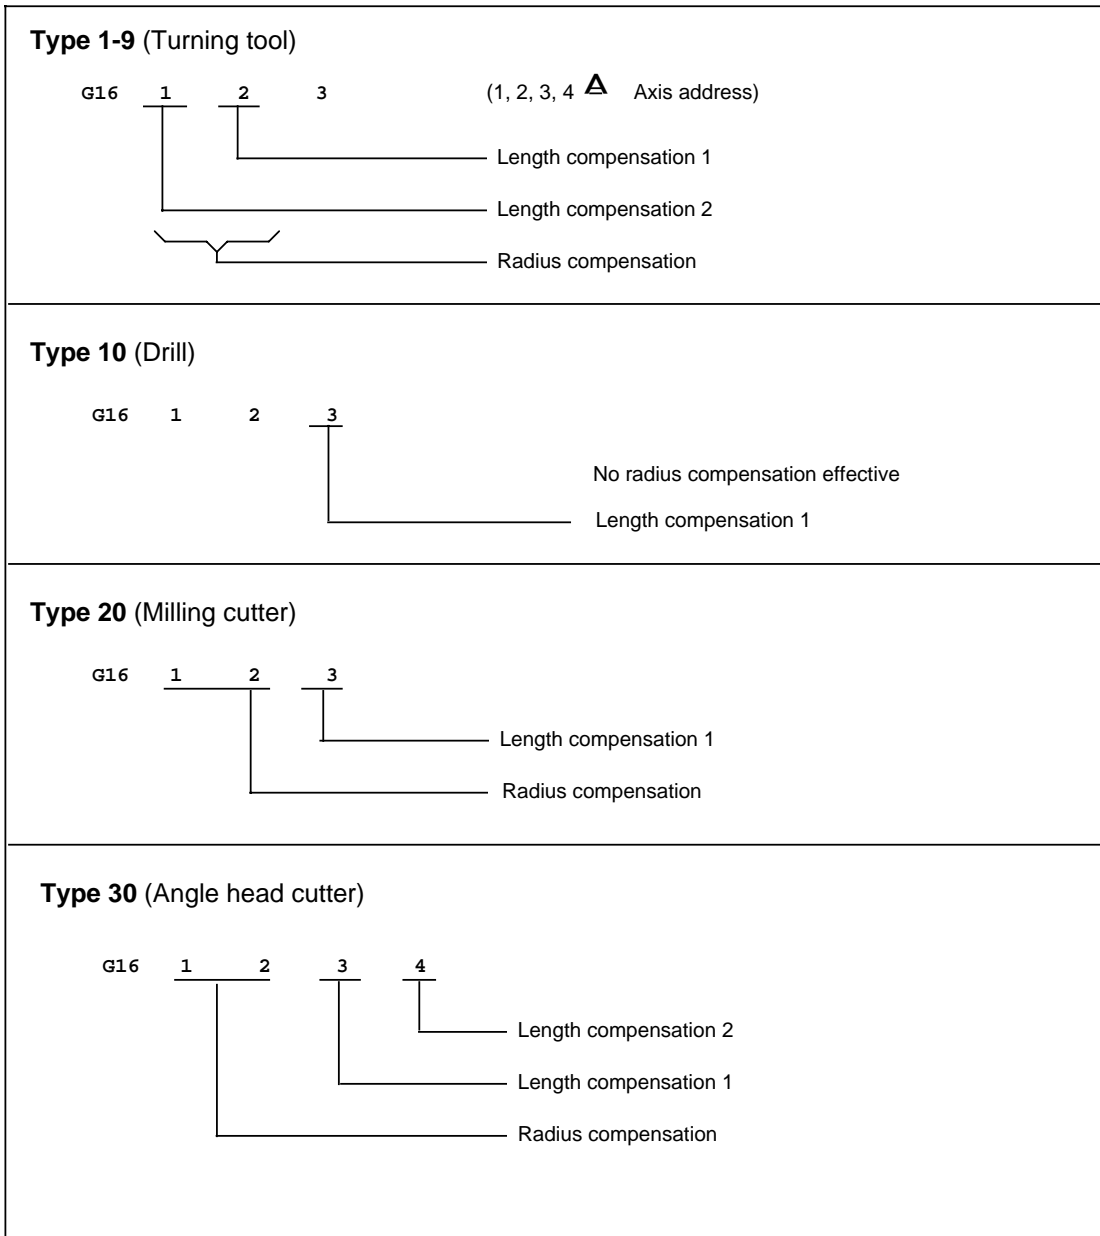 Type 1-9 (Turning tool)
G16 1 2 3 (1, 2, 3, 4 ≙ Axis address)
Length compensation 1
Length compensation 2
Radius compensation
Type 10 (Drill)
G16 1 2 3
No radius compensation effective
Length compensation 1
Type 20 (Milling cutter)
G16 1 2 3
Length compensation 1
Radius compensation
Type 30 (Angle head cutter)
G16 1 2 3 4
Length compensation 2
Length compensation 1
Radius compensation